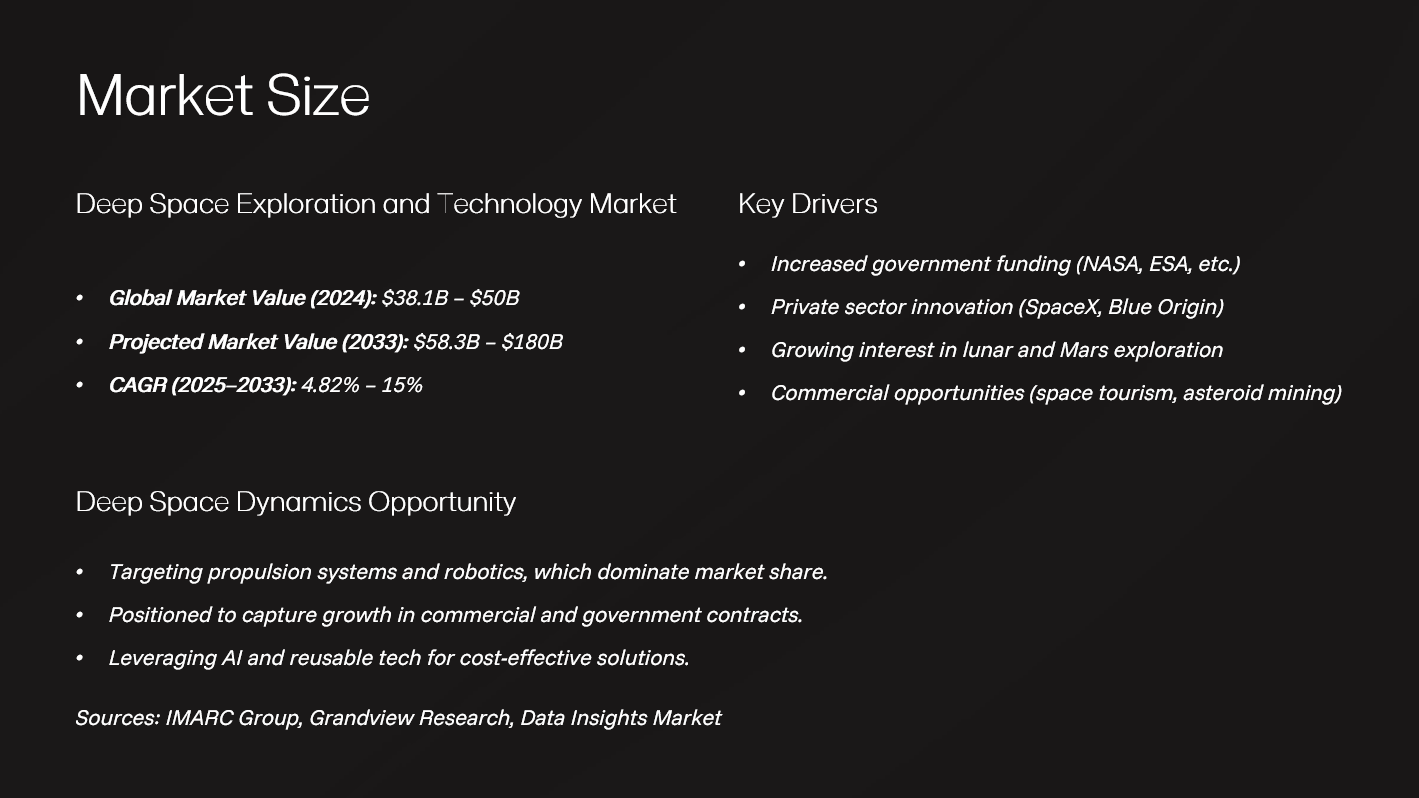 Market Size
Deep Space Exploration and Technology Market
• Global Market Value (2024): $38.1B – $50B
• Projected Market Value (2033): $58.3B – $180B
• CAGR (2025–2033): 4.82% – 15%
Key Drivers
• Increased government funding (NASA, ESA, etc.)
• Private sector innovation (SpaceX, Blue Origin)
• Growing interest in lunar and Mars exploration
• Commercial opportunities (space tourism, asteroid mining)
Deep Space Dynamics Opportunity
• Targeting propulsion systems and robotics, which dominate market share.
• Positioned to capture growth in commercial and government contracts.
• Leveraging AI and reusable tech for cost-effective solutions.
Sources: IMARC Group, Grandview Research, Data Insights Market